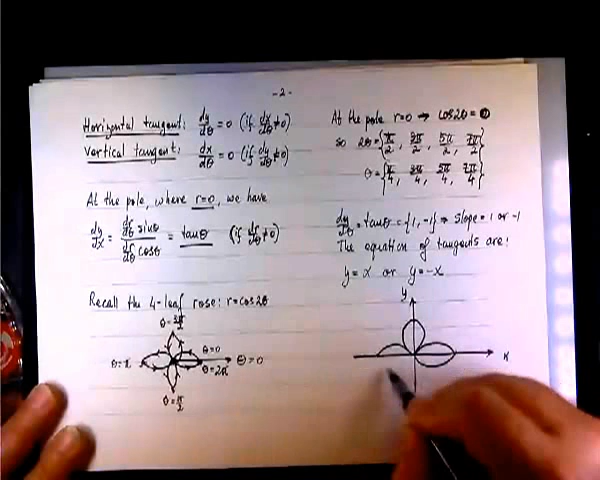 -2-
Horizontal tangent: dy/dθ = 0 (if dx/dθ ≠ 0)
Vertical tangent: dx/dθ = 0 (if dy/dθ ≠ 0)
At the pole, where r=0, we have
dy/dx = (dr/dθ sinθ)/(dr/dθ cosθ) = tanθ (if dr/dθ ≠ 0)
Recall the 4-leaf rose: r=cos2θ
θ = 3π/2
θ=π
θ=0
θ=2π
θ=0
θ=π/2
At the pole r=0 → cos2θ = 0
so 2θ = {π/2, 3π/2, 5π/2, 7π/2}
θ = {π/4, 3π/4, 5π/4, 7π/4}
dy/dθ = tanθ = {1, -1} ⇒ slope = 1 or -1
The equation of tangents are:
y = x or y = -x
y
x